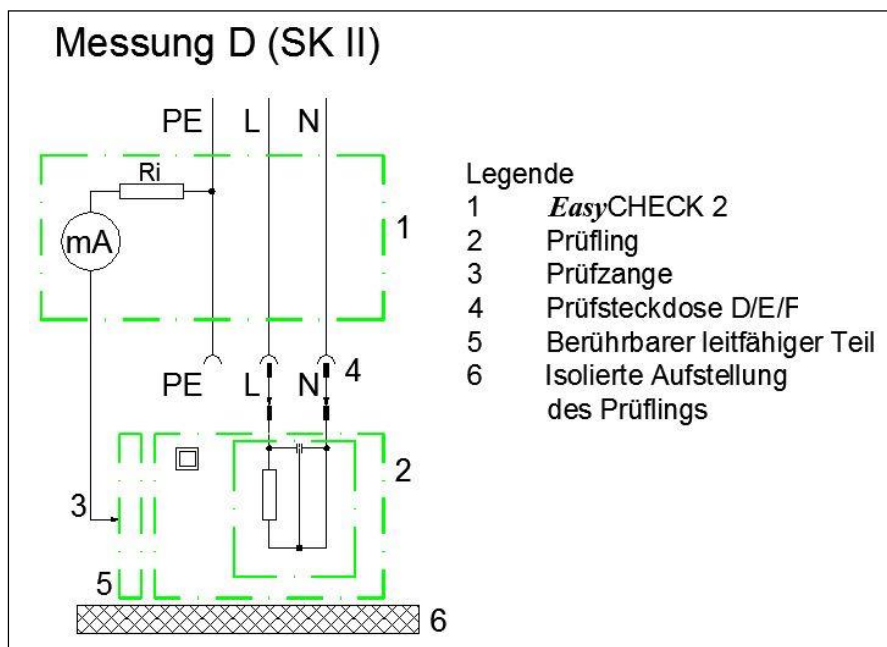 Messung D (SK II)
PE L N
Ri
mA
1
PE L N 4
2
3
5
6
Legende
1 EasyCHECK 2
2 Prüfling
3 Prüfzange
4 Prüfsteckdose D/E/F
5 Berührbarer leitfähiger Teil
6 Isolierte Aufstellung
des Prüflings